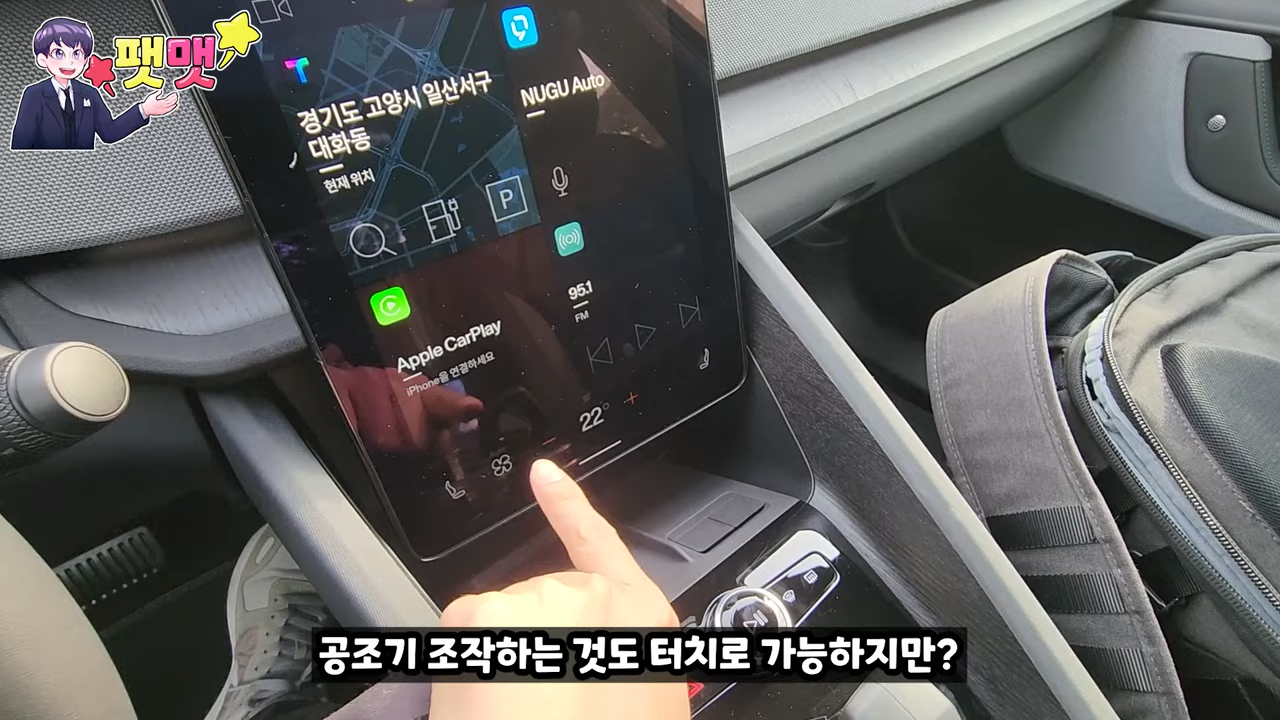 팻맷
경기도 고양시 일산서구
대화동
현재 위치
P
NUGU Auto
95.1
FM
Apple CarPlay
iPhone을 연결하세요
22°
공조기 조작하는 것도 터치로 가능하지만?